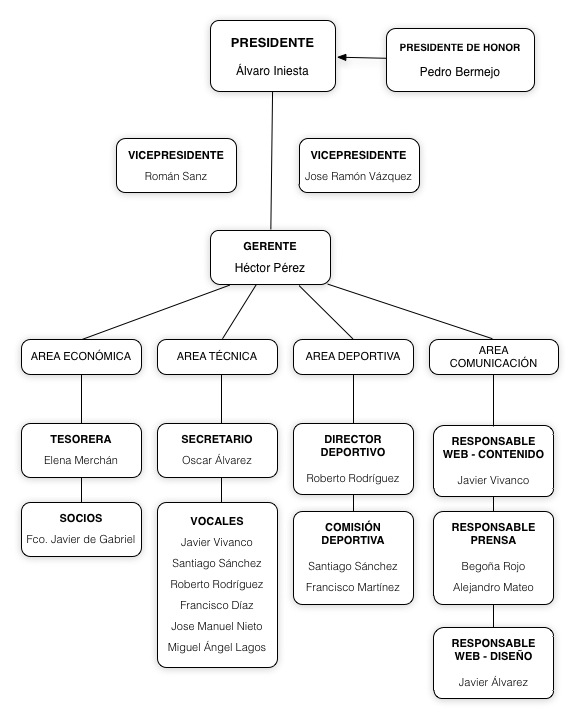 PRESIDENTE
Álvaro Iniesta
PRESIDENTE DE HONOR
Pedro Bermejo
VICEPRESIDENTE
Román Sanz
VICEPRESIDENTE
Jose Ramón Vázquez
GERENTE
Héctor Pérez
AREA ECONÓMICA
AREA TÉCNICA
AREA DEPORTIVA
AREA
COMUNICACIÓN
TESORERA
Elena Merchán
SOCIOS
Fco. Javier de Gabriel
SECRETARIO
Oscar Álvarez
VOCALES
Javier Vivanco
Santiago Sánchez
Roberto Rodríguez
Francisco Díaz
Jose Manuel Nieto
Miguel Ángel Lagos
DIRECTOR
DEPORTIVO
Roberto Rodríguez
COMISIÓN
DEPORTIVA
Santiago Sánchez
Francisco Martínez
RESPONSABLE
WEB - CONTENIDO
Javier Vivanco
RESPONSABLE
PRENSA
Begoña Rojo
Alejandro Mateo
RESPONSABLE
WEB - DISEÑO
Javier Álvarez